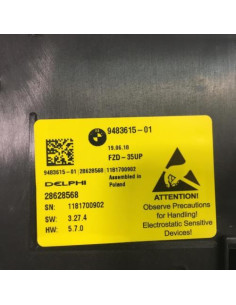 9483615-01
19.06.18
FZD-35UP
9483615-01;28628568;1181700902
Assembled in
Poland
DELPHI
28628568
SN: 1181700902
SW: 3.27.4
HW: 5.7.0
ATTENTION!
Observe Precautions
for Handling!
Electrostatic Sensitive
Devices!